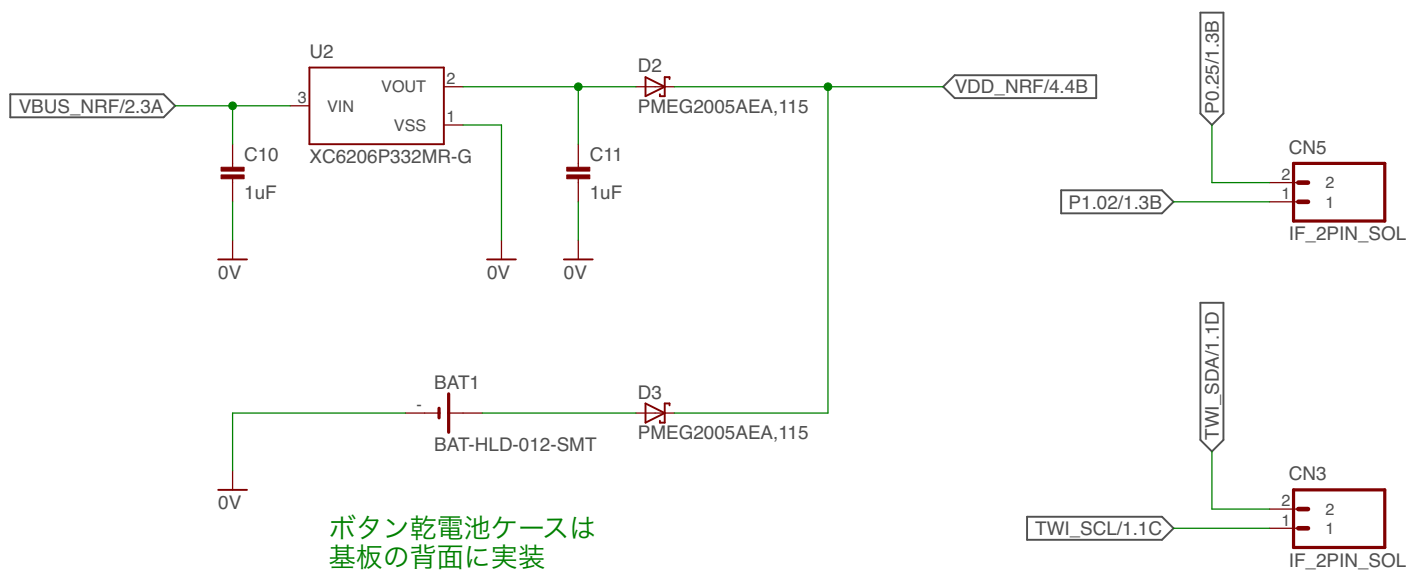 U2
VBUS_NRF/2.3A
3
VIN
VOUT
2
VSS
1
XC6206P332MR-G
C10
1uF
0V
0V
C11
1uF
0V
D2
PMEG2005AEA,115
VDD_NRF/4.4B
BAT1
-
BAT-HLD-012-SMT
D3
PMEG2005AEA,115
0V
ボタン乾電池ケースは
基板の背面に実装
P0.25/1.3B
CN5
P1.02/1.3B
2
2
1
1
IF_2PIN_SOL
TWI_SDA/1.1D
CN3
TWI_SCL/1.1C
2
2
1
1
IF_2PIN_SOL